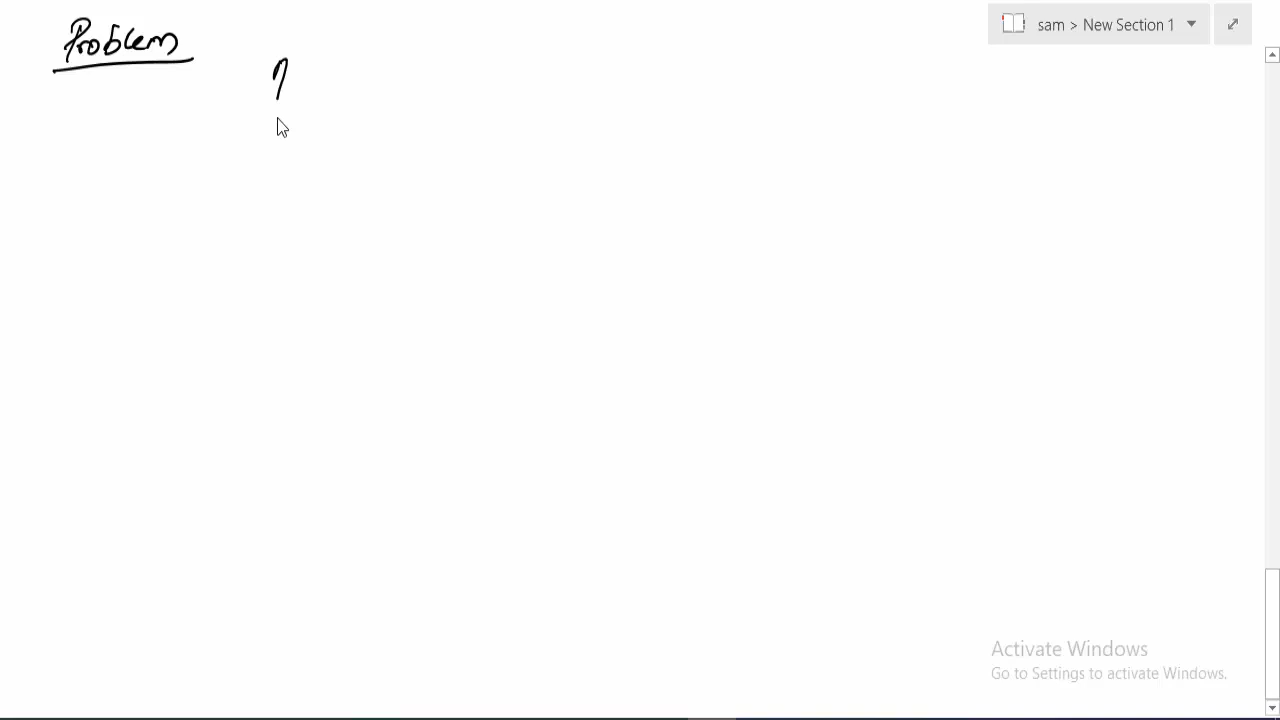 Problem
sam > New Section 1
Activate Windows
Go to Settings to activate Windows.